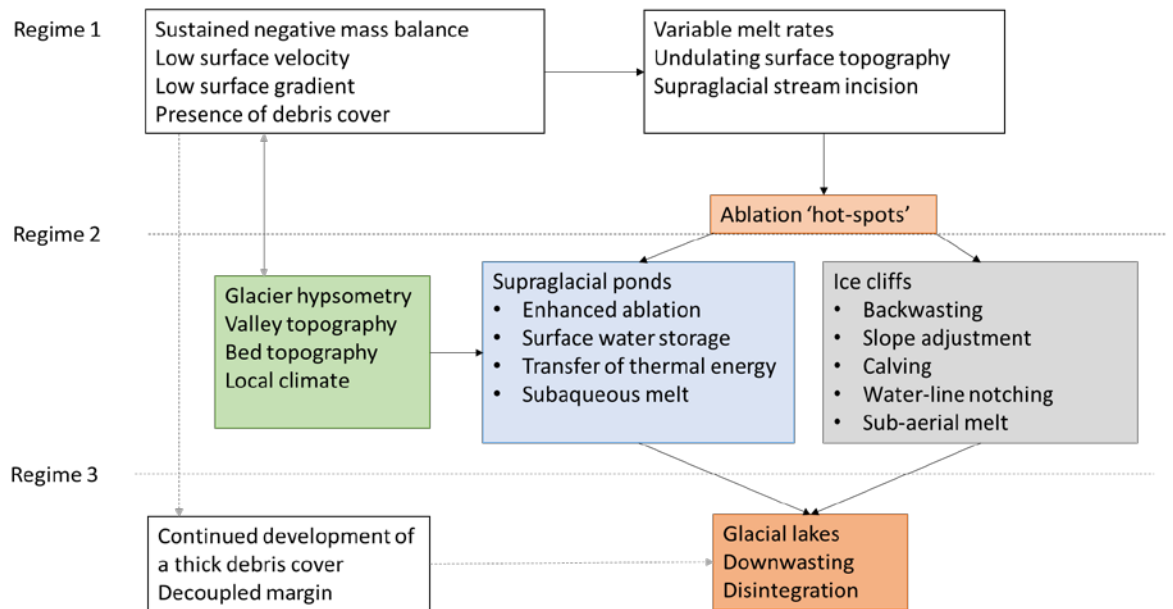 Regime 1
Sustained negative mass balance
Low surface velocity
Low surface gradient
Presence of debris cover
Variable melt rates
Undulating surface topography
Supraglacial stream incision
Ablation ‘hot-spots’
Regime 2
Glacier hypsometry
Valley topography
Bed topography
Local climate
Supraglacial ponds
• Enhanced ablation
• Surface water storage
• Transfer of thermal energy
• Subaqueous melt
Ice cliffs
• Backwasting
• Slope adjustment
• Calving
• Water-line notching
• Sub-aerial melt
Regime 3
Continued development of
a thick debris cover
Decoupled margin
Glacial lakes
Downwasting
Disintegration